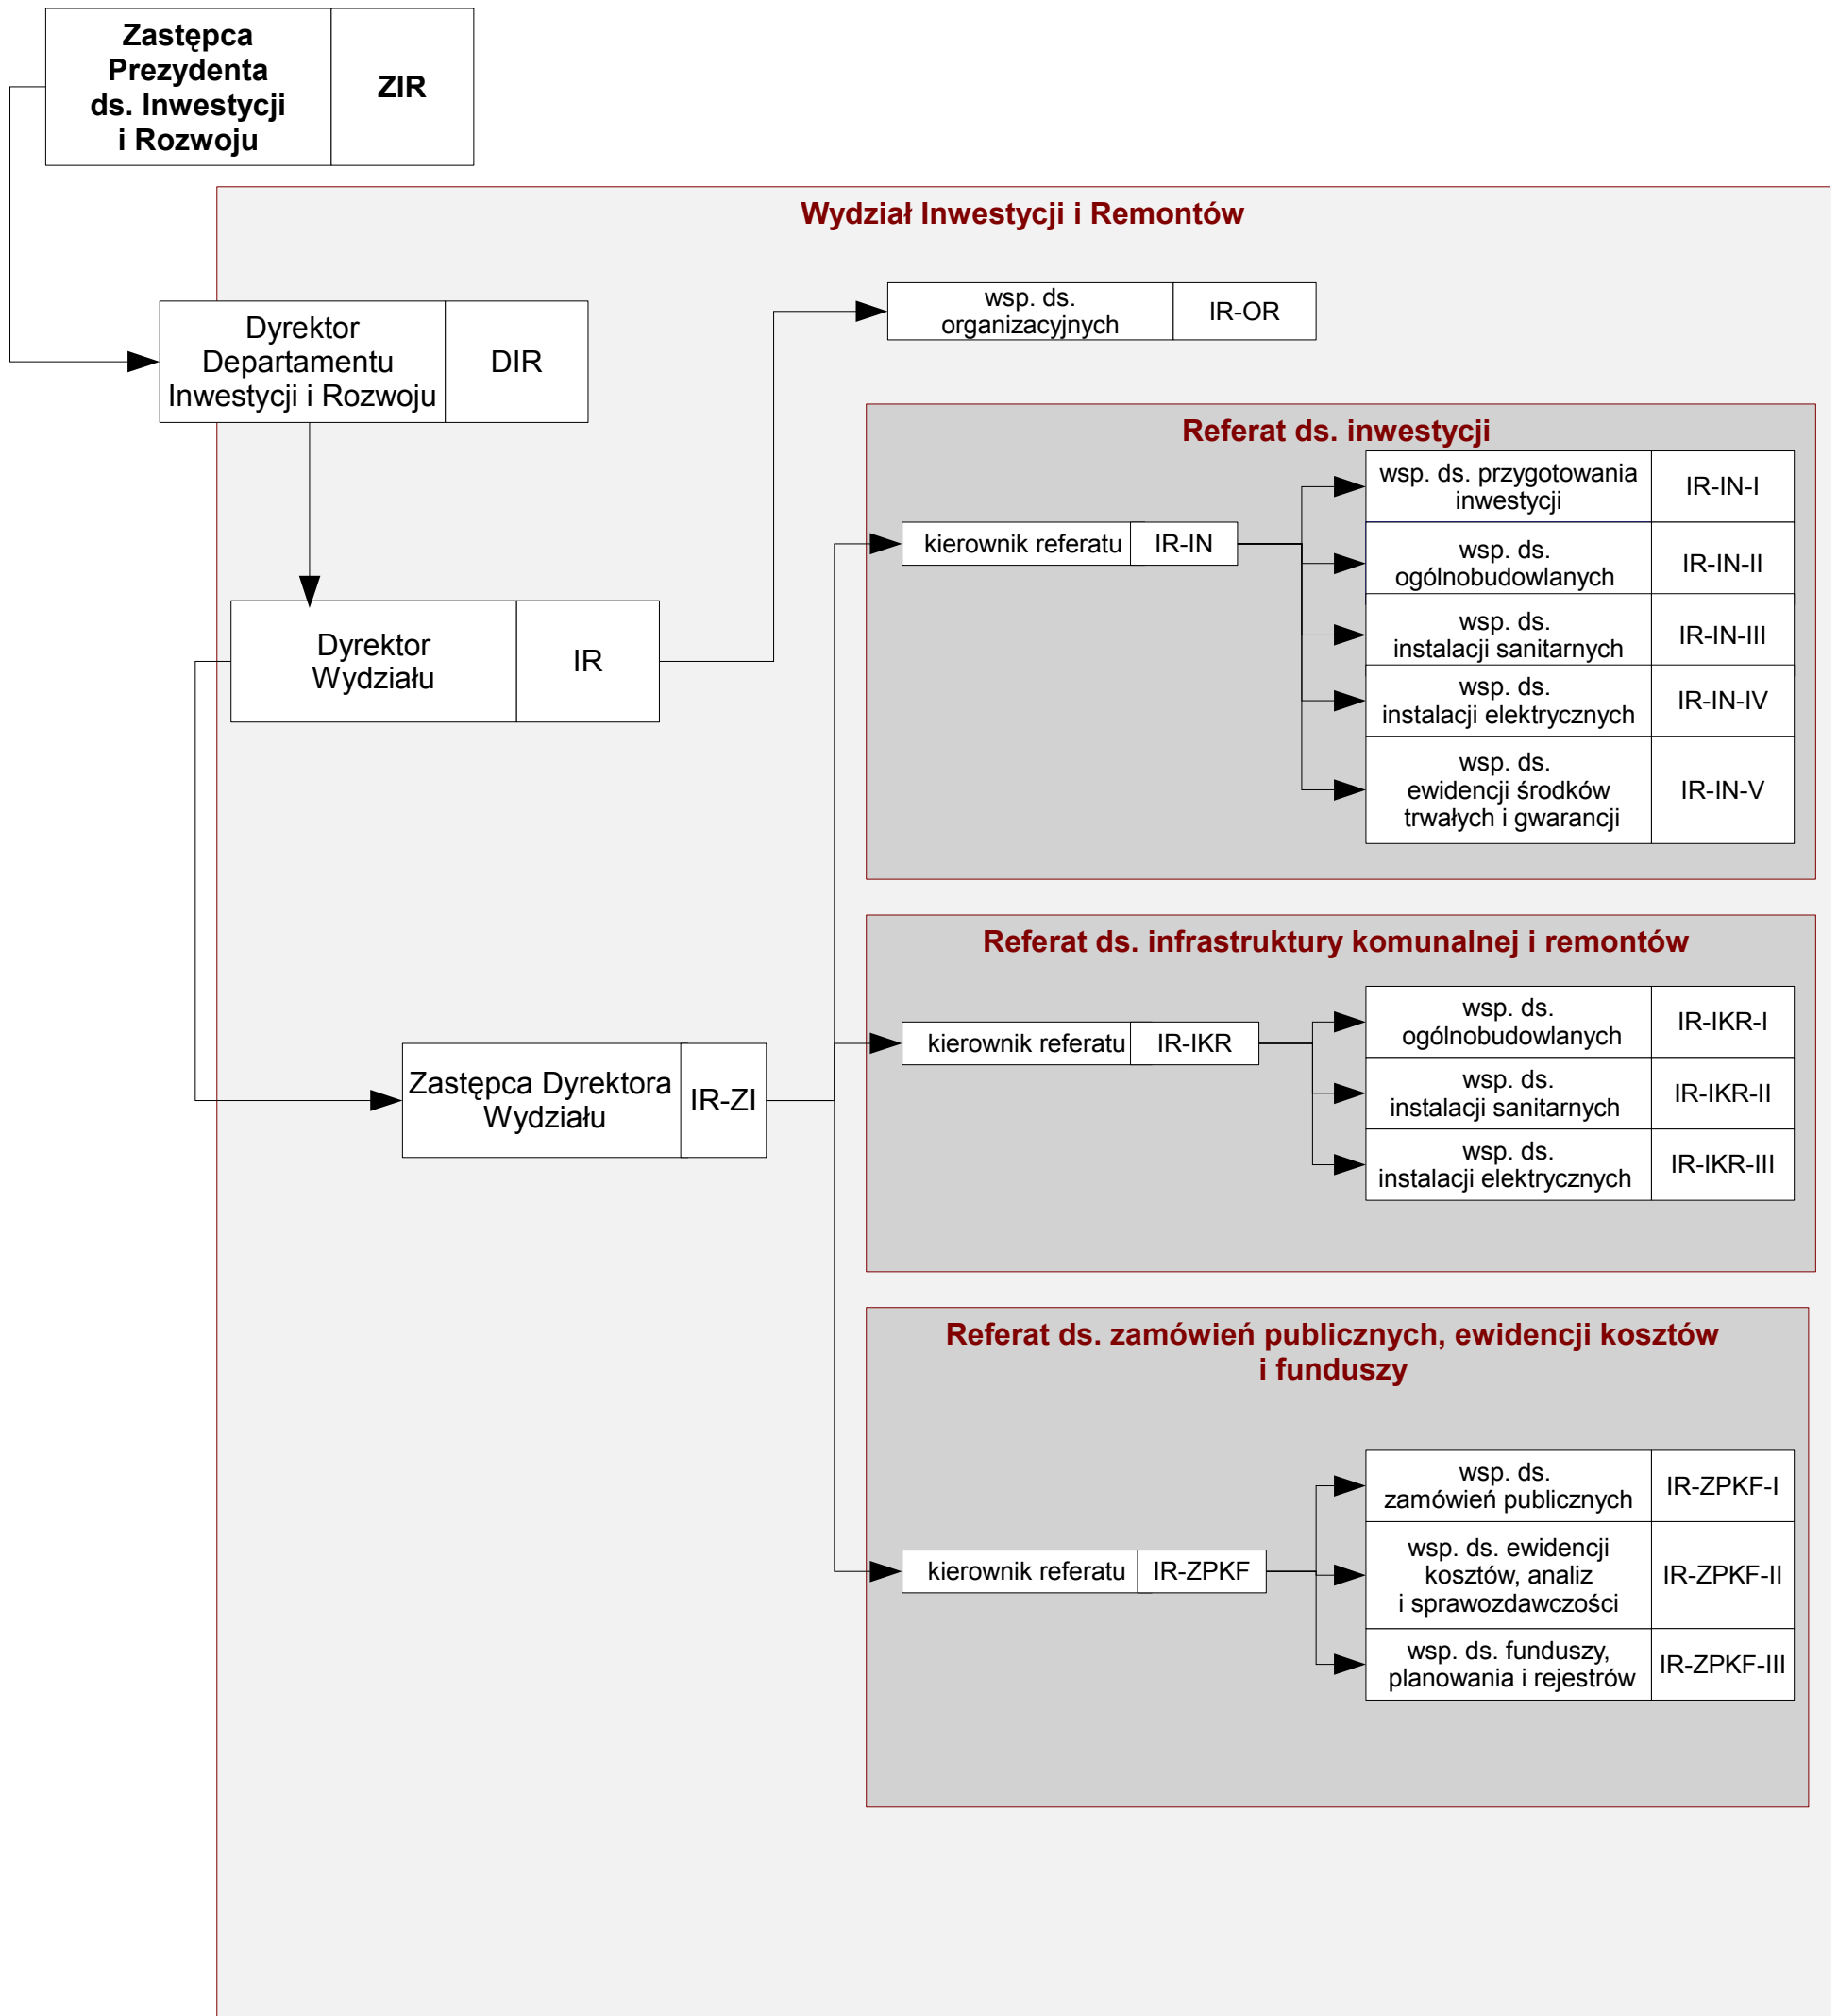 Zastępca
Prezydenta
ds. Inwestycji
i Rozwoju
ZIR
Wydział Inwestycji i Remontów
Dyrektor
Departamentu
Inwestycji i Rozwoju
DIR
wsp. ds.
organizacyjnych
IR-OR
Referat ds. inwestycji
kierownik referatu
IR-IN
wsp. ds. przygotowania
inwestycji
IR-IN-I
wsp. ds.
ogólnobudowlanych
IR-IN-II
wsp. ds.
instalacji sanitarnych
IR-IN-III
wsp. ds.
instalacji elektrycznych
IR-IN-IV
wsp. ds.
ewidencji środków
trwałych i gwarancji
IR-IN-V
Dyrektor
Wydziału
IR
Referat ds. infrastruktury komunalnej i remontów
Zastępca Dyrektora
Wydziału
IR-ZI
kierownik referatu
IR-IKR
wsp. ds.
ogólnobudowlanych
IR-IKR-I
wsp. ds.
instalacji sanitarnych
IR-IKR-II
wsp. ds.
instalacji elektrycznych
IR-IKR-III
Referat ds. zamówień publicznych, ewidencji kosztów
i funduszy
kierownik referatu
IR-ZPKF
wsp. ds.
zamówień publicznych
IR-ZPKF-I
wsp. ds. ewidencji
kosztów, analiz
i sprawozdawczości
IR-ZPKF-II
wsp. ds. funduszy,
planowania i rejestrów
IR-ZPKF-III